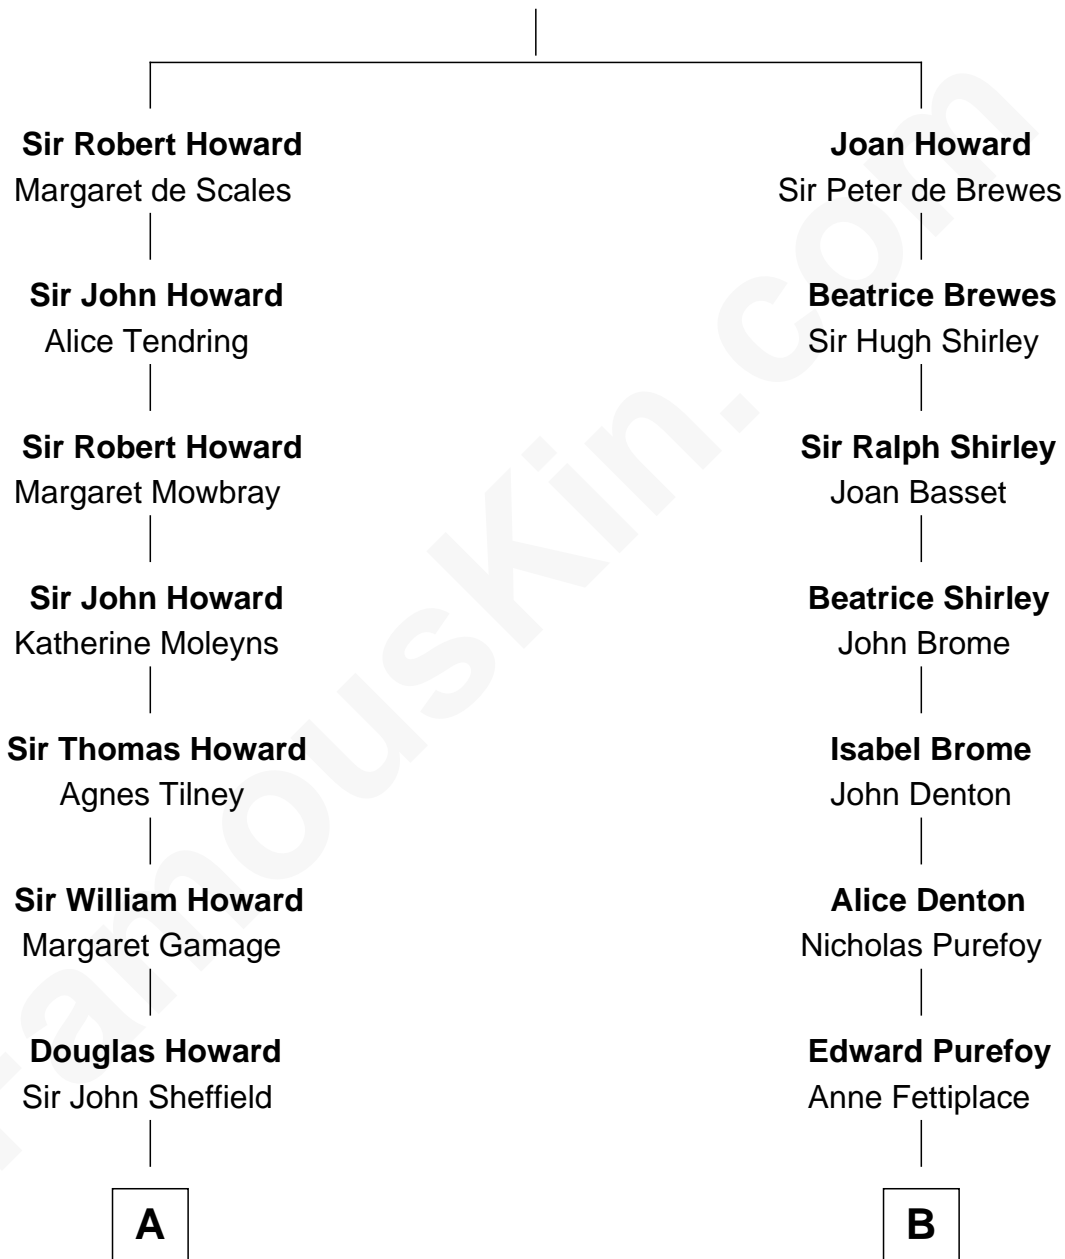 Sir Robert Howard
Margaret de Scales
Sir John Howard
Alice Tendring
Sir Robert Howard
Margaret Mowbray
Sir John Howard
Katherine Moleyns
Sir Thomas Howard
Agnes Tilney
Sir William Howard
Margaret Gamage
Douglas Howard
Sir John Sheffield
A
Joan Howard
Sir Peter de Brewes
Beatrice Brewes
Sir Hugh Shirley
Sir Ralph Shirley
Joan Basset
Beatrice Shirley
John Brome
Isabel Brome
John Denton
Alice Denton
Nicholas Purefoy
Edward Purefoy
Anne Fettiplace
B
FamousKin.com